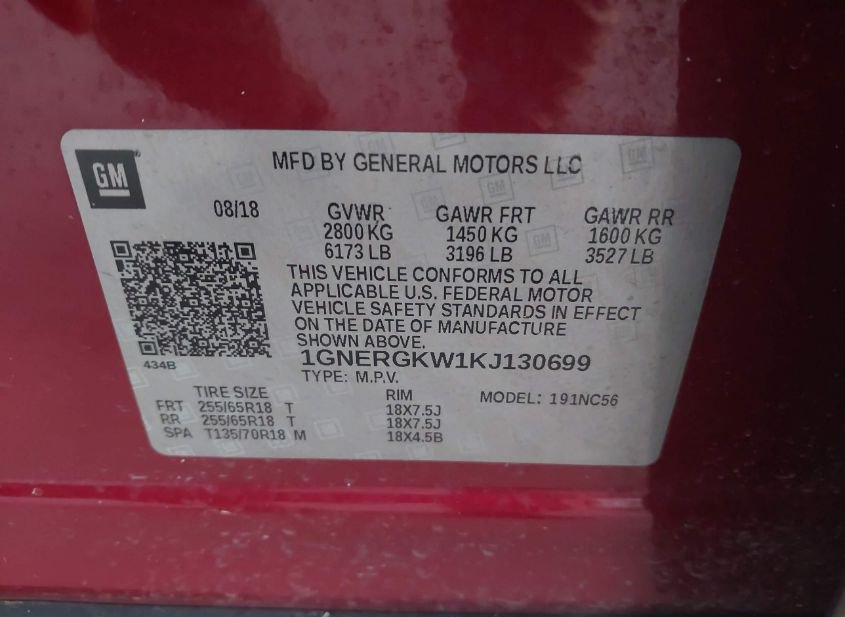 GM
MFD BY GENERAL MOTORS LLC
08/18 GVWR GAWR FRT GAWR RR
2800 KG 1450 KG 1600 KG
6173 LB 3196 LB 3527 LB
THIS VEHICLE CONFORMS TO ALL
APPLICABLE U.S. FEDERAL MOTOR
VEHICLE SAFETY STANDARDS IN EFFECT
ON THE DATE OF MANUFACTURE
SHOWN ABOVE.
1GNERGKW1KJ130699
434B
TYPE: M.P.V.
TIRE SIZE RIM MODEL: 191NC56
FRT 255/65R18 T 18X7.5J
RR 255/65R18 T 18X7.5J
SPA T135/70R18 M 18X4.5B